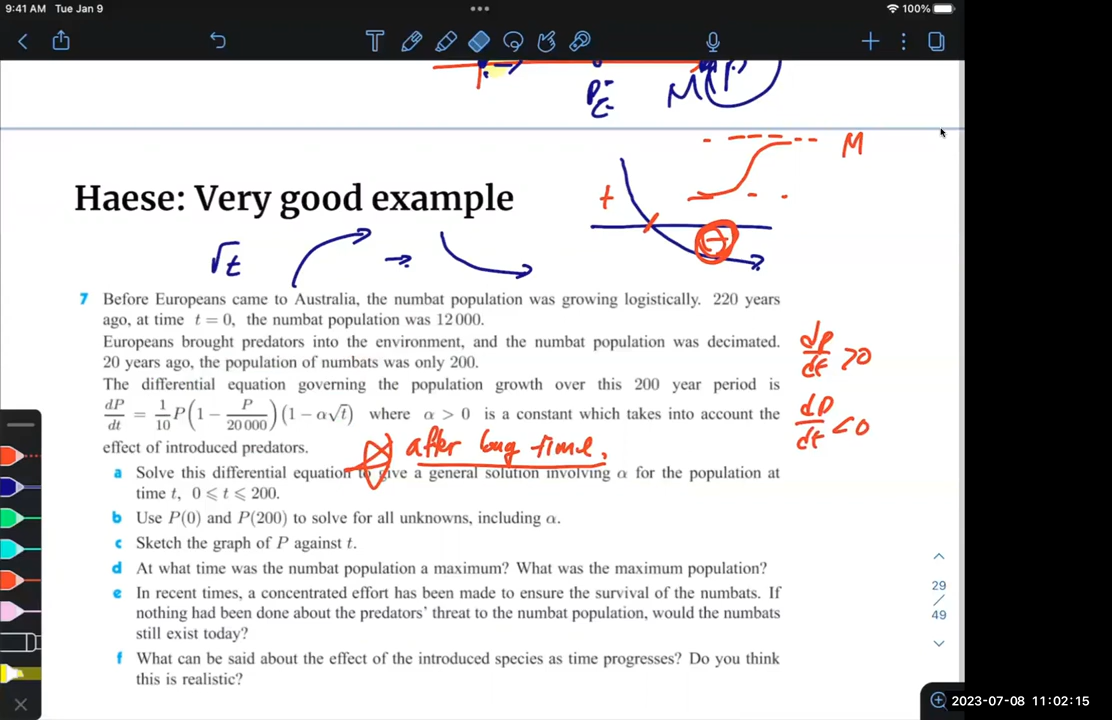 9:41 AM Tue Jan 9
100%
M
M
Haese: Very good example
+
√t
7 Before Europeans came to Australia, the numbat population was growing logistically. 220 years
ago, at time t = 0, the numbat population was 12 000.
Europeans brought predators into the environment, and the numbat population was decimated.
20 years ago, the population of numbats was only 200.
The differential equation governing the population growth over this 200 year period is
dP/dt = 1/10 P(1 − P/20 000)(1 − α√t) where α > 0 is a constant which takes into account the
effect of introduced predators.
dP/dt >0
dP/dt <0
after long time.
a Solve this differential equation to give a general solution involving α for the population at
time t, 0 ⩽ t ⩽ 200.
b Use P(0) and P(200) to solve for all unknowns, including α.
c Sketch the graph of P against t.
d At what time was the numbat population a maximum? What was the maximum population?
e In recent times, a concentrated effort has been made to ensure the survival of the numbats. If
nothing had been done about the predators' threat to the numbat population, would the numbats
still exist today?
f What can be said about the effect of the introduced species as time progresses? Do you think
this is realistic?
29
/
49
2023-07-08 11:02:15